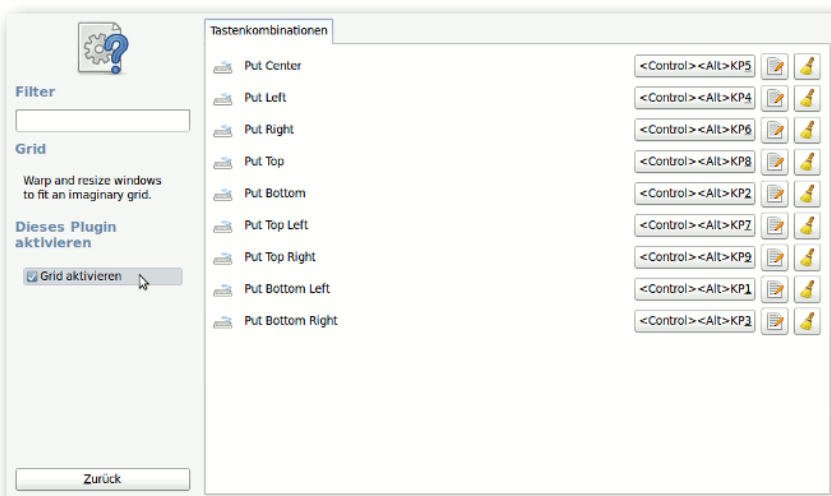 Filter
Grid
Warp and resize windows
to fit an imaginary grid.
Dieses Plugin
aktivieren
Grid aktivieren
Zurück
Tastenkombinationen
Put Center <Control><Alt>KP5
Put Left <Control><Alt>KP4
Put Right <Control><Alt>KP6
Put Top <Control><Alt>KP8
Put Bottom <Control><Alt>KP2
Put Top Left <Control><Alt>KP7
Put Top Right <Control><Alt>KP9
Put Bottom Left <Control><Alt>KP1
Put Bottom Right <Control><Alt>KP3